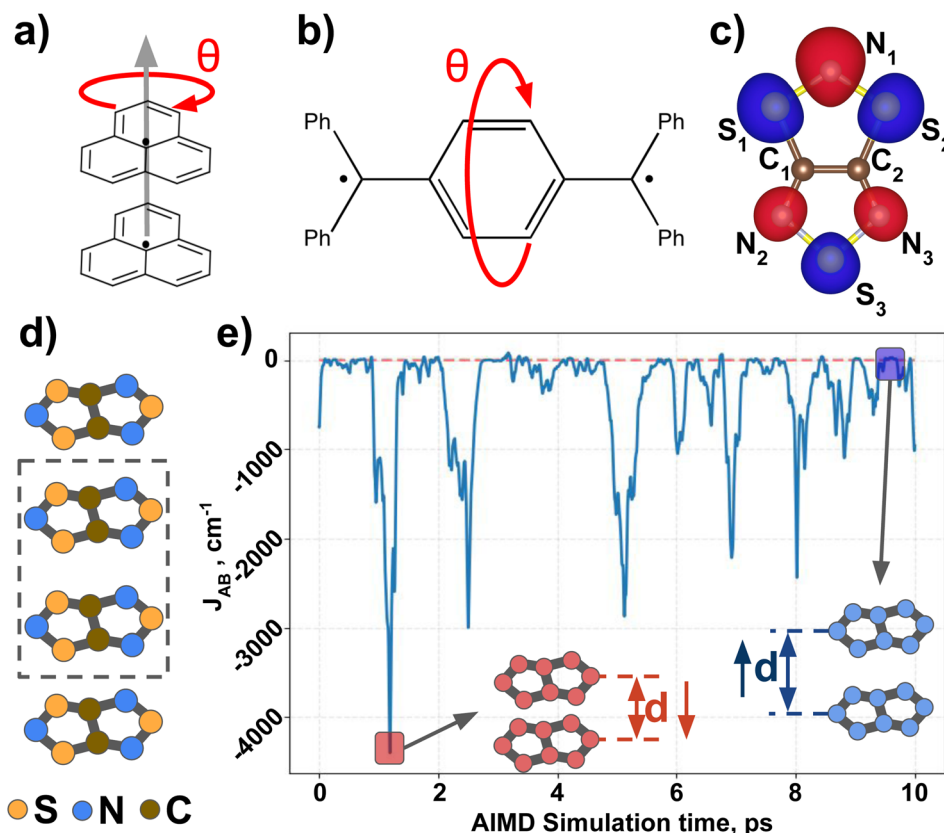 a)
θ
b)
θ
Ph
Ph
Ph
Ph
c)
N1
S1
S2
C1
C2
N2
N3
S3
d)
S N C
e)
JAB, cm-1
0
-1000
-2000
-3000
-4000
d
d
0 2 4 6 8 10
AIMD Simulation time, ps